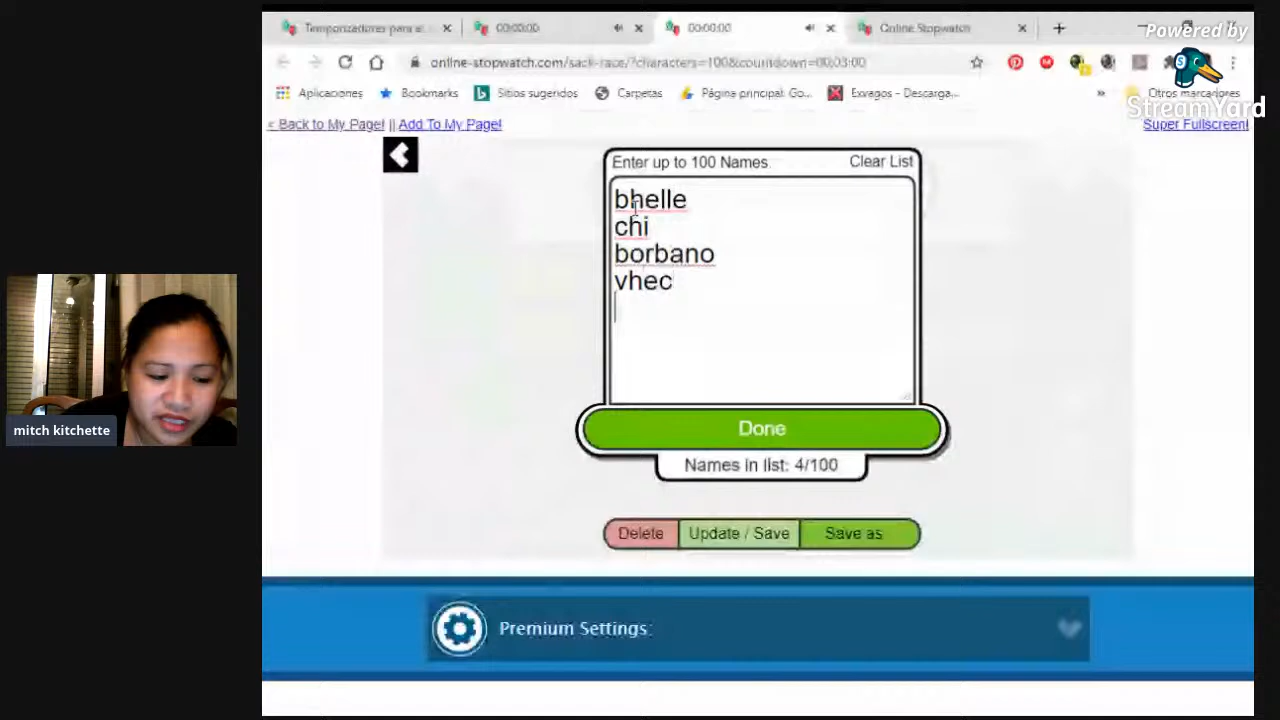 Temporizadores para el
00:00:00
00:00:00
Online Stopwatch
Powered by
online-stopwatch.com/sack-race/?characters=100&countdown=00:03:00
StreamYard
Aplicaciones
Bookmarks
Sitios sugeridos
Carpetas
Página principal: Go...
Exvagos - Descarga...
»
Otros marcadores
< Back to My Page! || Add To My Page!
Super Fullscreen!
Enter up to 100 Names.
Clear List
bhelle
chi
borbano
vhec
Done
Names in list: 4/100
Delete
Update / Save
Save as
mitch kitchette
Premium Settings: